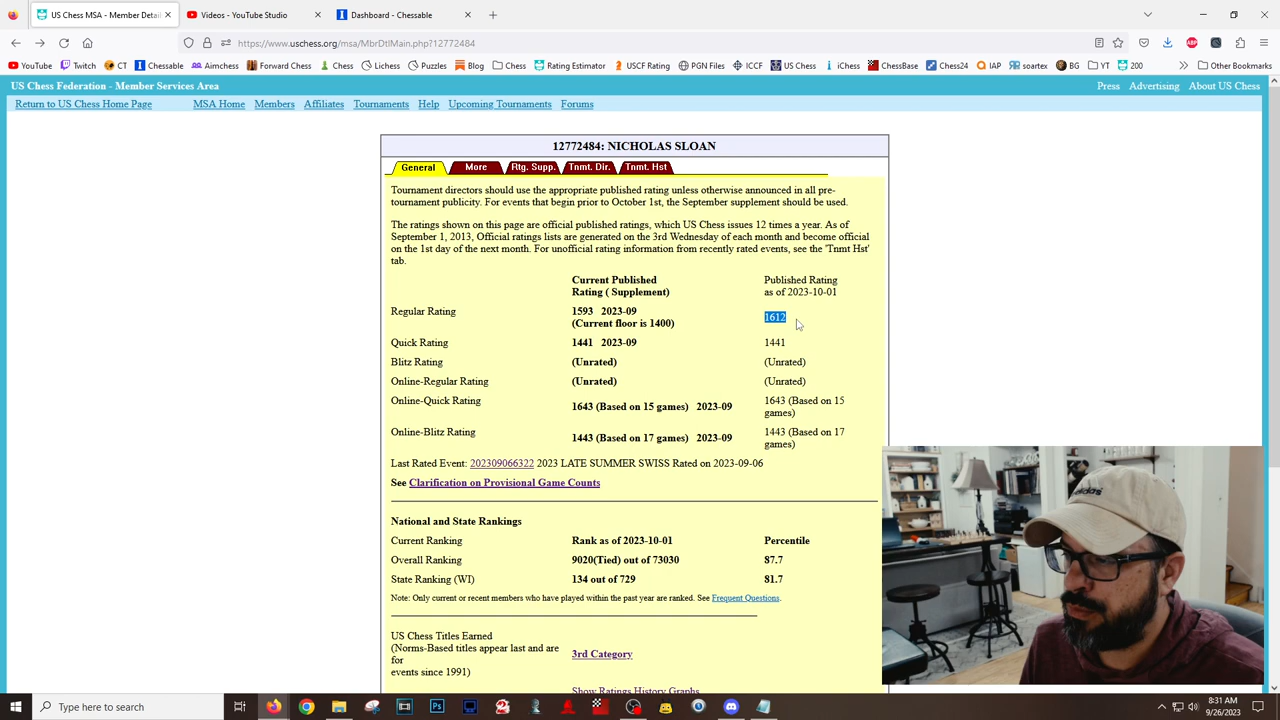 US Chess MSA - Member Detail
Videos - YouTube Studio
Dashboard - Chessable
https://www.uschess.org/msa/MbrDtlMain.php?12772484
YouTube Twitch CT Chessable Aimchess Forward Chess Chess Lichess Puzzles Blog Chess Rating Estimator USCF Rating PGN Files ICCF US Chess iChess ChessBase Chess24 IAP soartex BG YT 200 Other Bookmarks
US Chess Federation - Member Services Area
Press Advertising About US Chess
Return to US Chess Home Page MSA Home Members Affiliates Tournaments Help Upcoming Tournaments Forums
12772484: NICHOLAS SLOAN
General More Rtg. Supp. Tnmt. Dir. Tnmt. Hst
Tournament directors should use the appropriate published rating unless otherwise announced in all pre-
tournament publicity. For events that begin prior to October 1st, the September supplement should be used.
The ratings shown on this page are official published ratings, which US Chess issues 12 times a year. As of
September 1, 2013, Official ratings lists are generated on the 3rd Wednesday of each month and become official
on the 1st day of the next month. For unofficial rating information from recently rated events, see the 'Tnmt Hst'
tab.
Current Published Published Rating
Rating ( Supplement) as of 2023-10-01
Regular Rating 1593 2023-09
(Current floor is 1400) 1612
Quick Rating 1441 2023-09 1441
Blitz Rating (Unrated) (Unrated)
Online-Regular Rating (Unrated) (Unrated)
Online-Quick Rating 1643 (Based on 15 games) 2023-09 1643 (Based on 15
games)
Online-Blitz Rating 1443 (Based on 17 games) 2023-09 1443 (Based on 17
games)
Last Rated Event: 202309066322 2023 LATE SUMMER SWISS Rated on 2023-09-06
See Clarification on Provisional Game Counts
National and State Rankings
Current Ranking Rank as of 2023-10-01 Percentile
Overall Ranking 9020(Tied) out of 73030 87.7
State Ranking (WI) 134 out of 729 81.7
Note: Only current or recent members who have played within the past year are ranked. See Frequent Questions.
US Chess Titles Earned
(Norms-Based titles appear last and are
for
events since 1991)
3rd Category
Show Ratings History Graphs
adidas
Type here to search
8:31 AM
9/26/2023